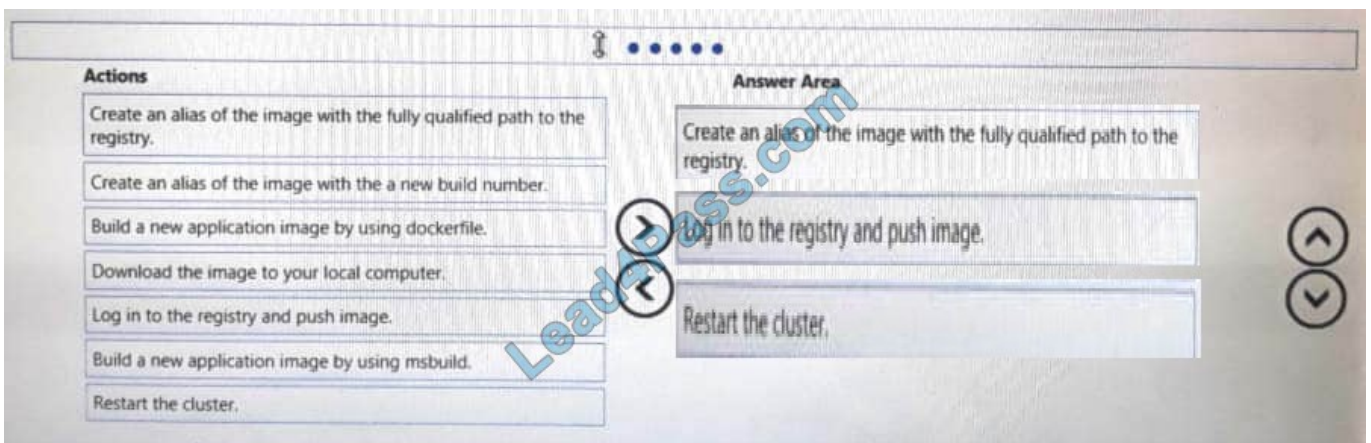 Actions
Create an alias of the image with the fully qualified path to the
registry.
Create an alias of the image with the a new build number.
Build a new application image by using dockerfile.
Download the image to your local computer.
Log in to the registry and push image.
Build a new application image by using msbuild.
Restart the cluster.
Answer Area
Create an alias of the image with the fully qualified path to the
registry.
Log in to the registry and push image.
Restart the cluster.
Lead4Pass.com